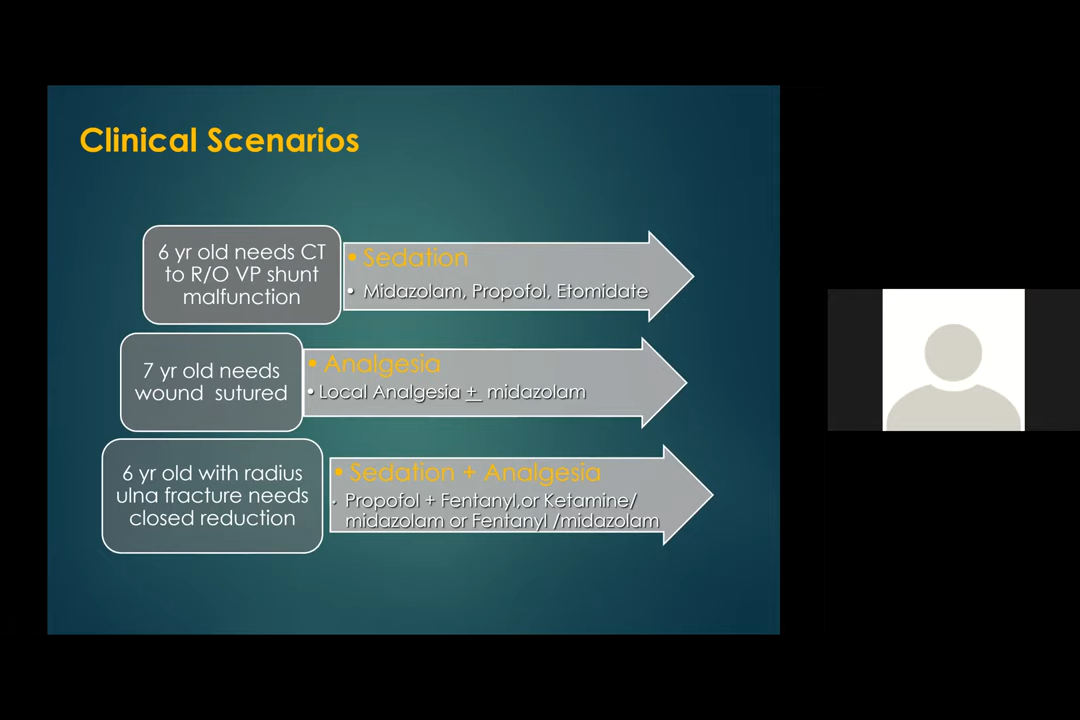 Clinical Scenarios
6 yr old needs CT
to R/O VP shunt
malfunction
• Sedation
• Midazolam, Propofol, Etomidate
7 yr old needs
wound sutured
• Analgesia
• Local Analgesia + midazolam
6 yr old with radius
ulna fracture needs
closed reduction
• Sedation + Analgesia
• Propofol + Fentanyl,or Ketamine/
midazolam or Fentanyl /midazolam